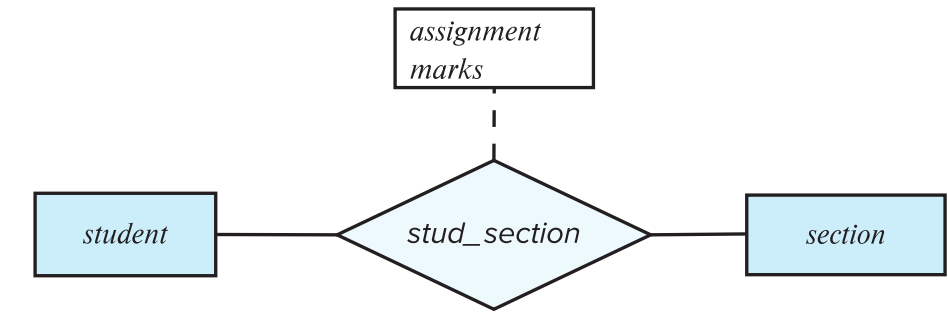 assignment
marks
student
stud_section
section